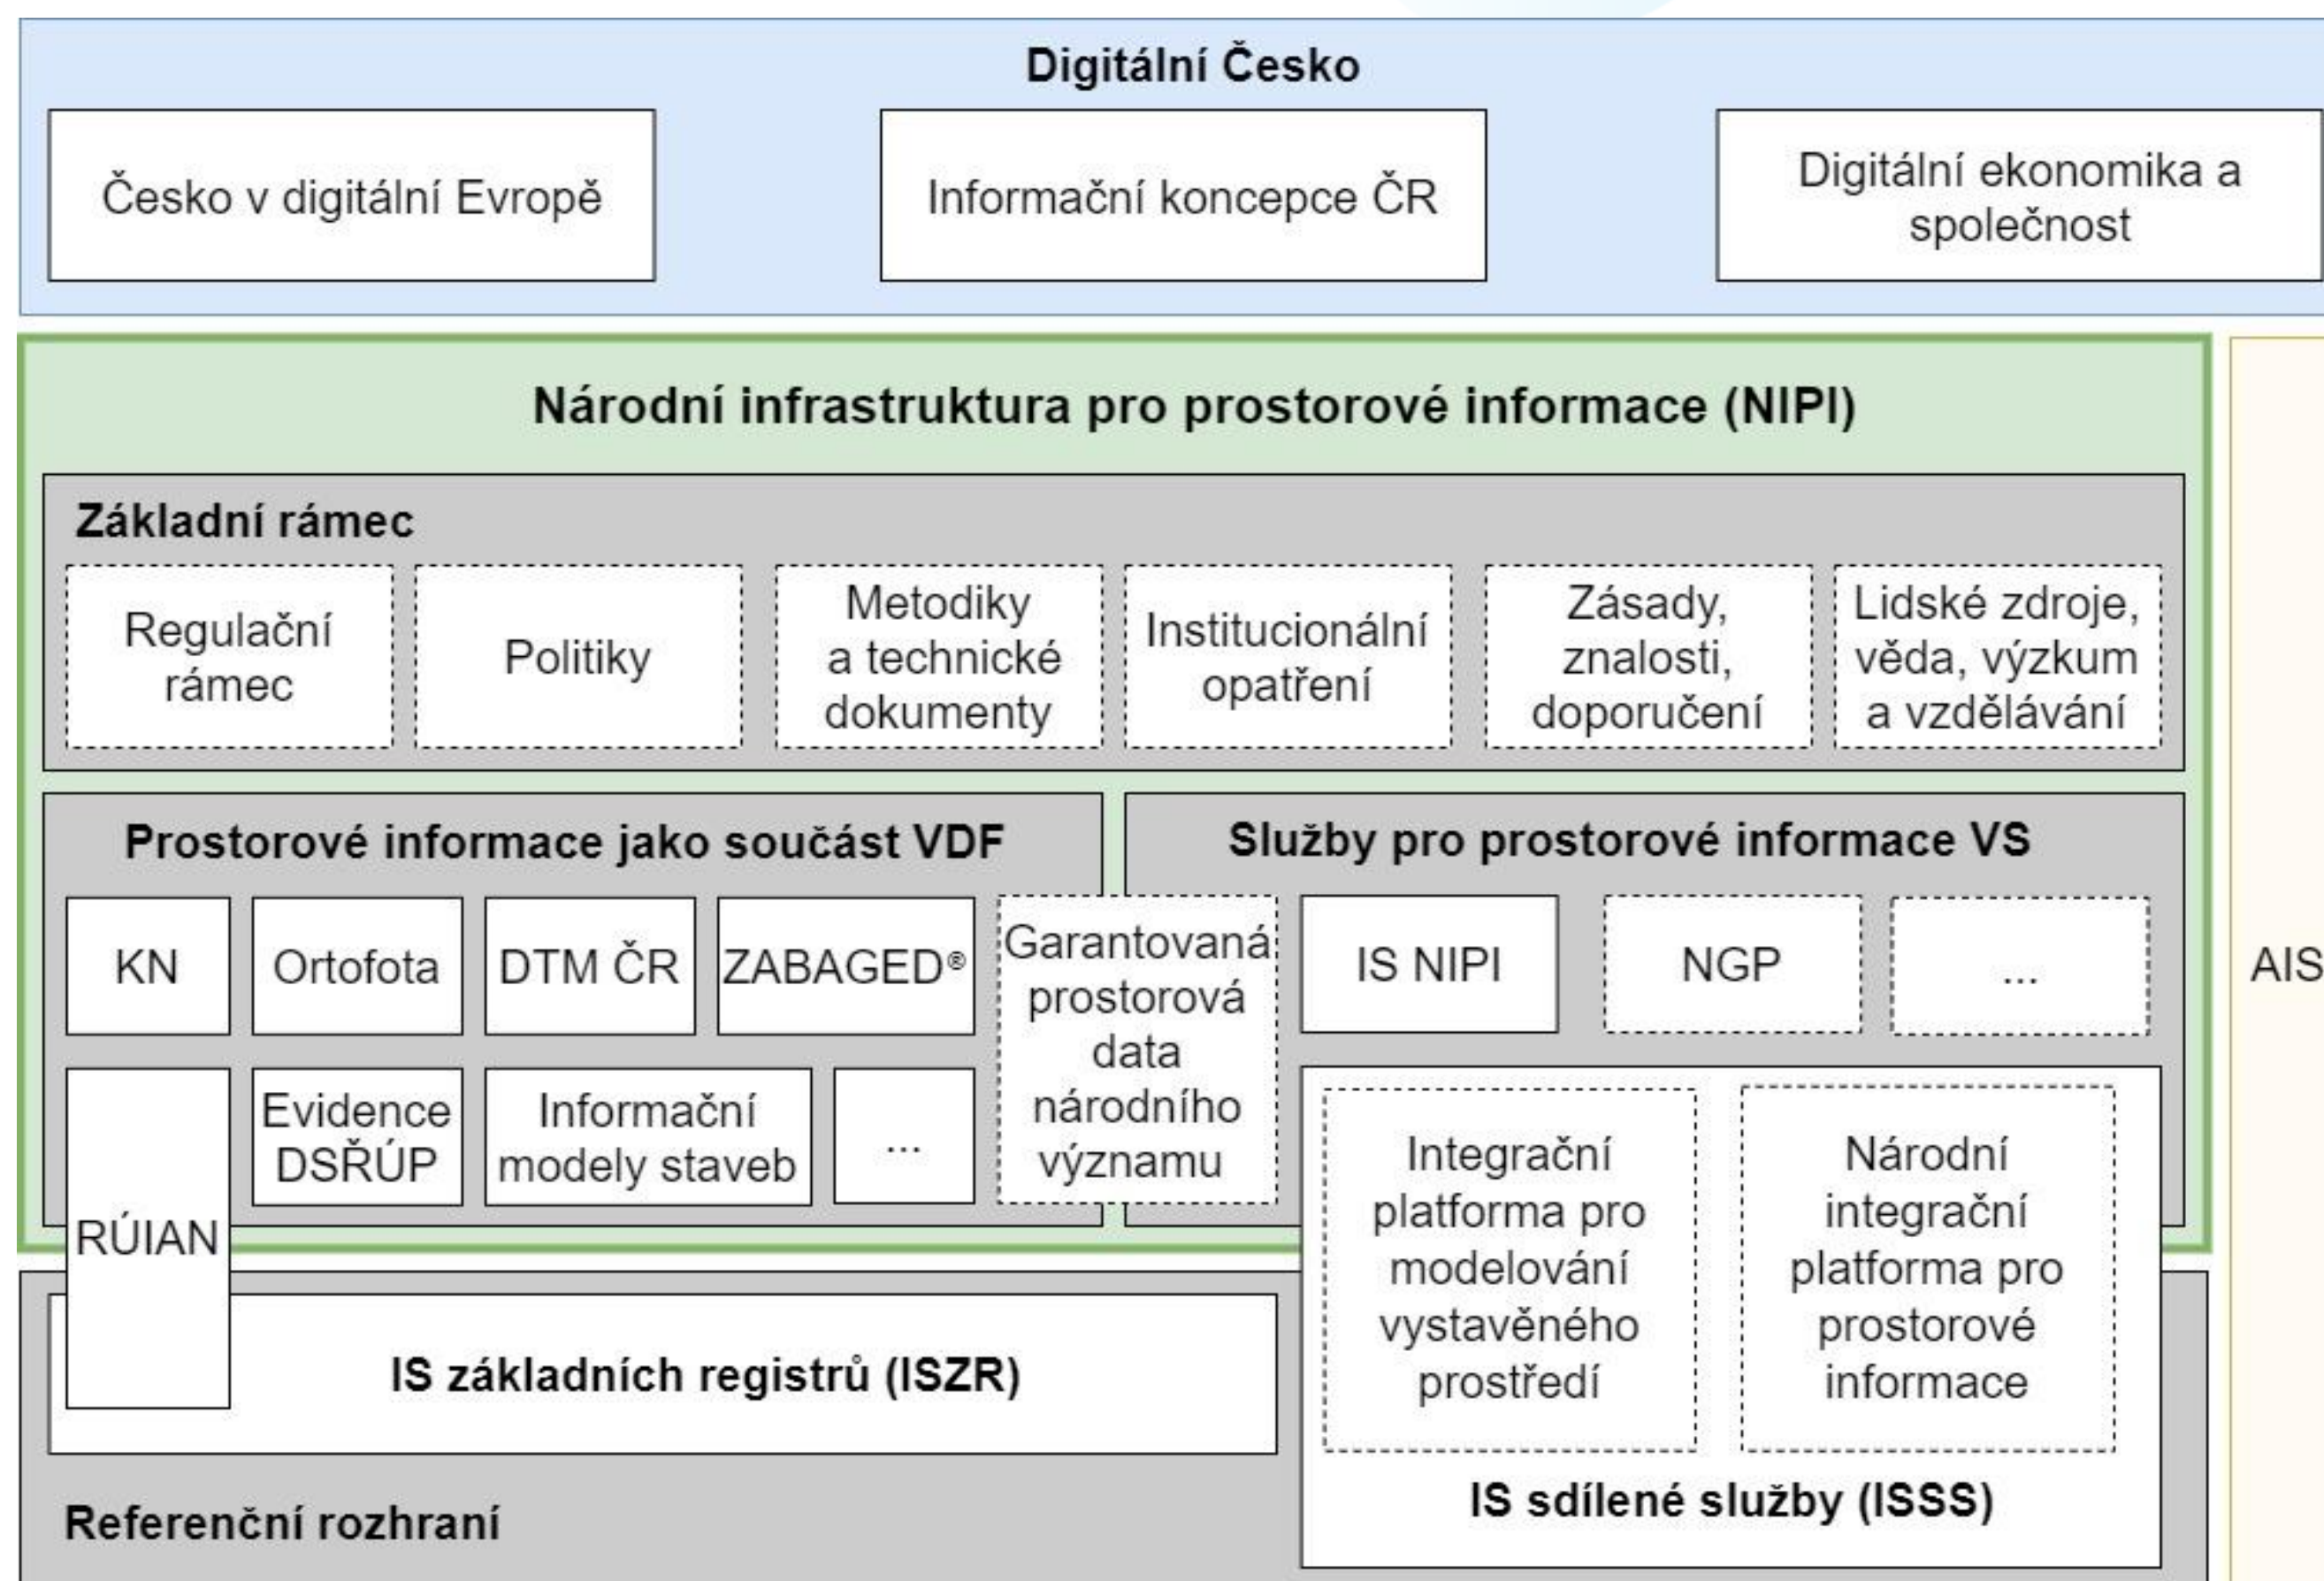 Digitální Česko
Česko v digitální Evropě
Informační koncepce ČR
Digitální ekonomika a
společnost
Národní infrastruktura pro prostorové informace (NIPI)
Základní rámec
Regulační
rámec
Politiky
Metodiky
a technické
dokumenty
Institucionální
opatření
Zásady,
znalosti,
doporučení
Lidské zdroje,
věda, výzkum
a vzdělávání
Prostorové informace jako součást VDF
KN
Ortofota
DTM ČR
ZABAGED®
RÚIAN
Evidence
DSŘÚP
Informační
modely staveb
...
Garantovaná
prostorová
data
národního
významu
Služby pro prostorové informace VS
IS NIPI
NGP
...
Integrační
platforma pro
modelování
vystavěného
prostředí
Národní
integrační
platforma pro
prostorové
informace
IS sdílené služby (ISSS)
IS základních registrů (ISZR)
Referenční rozhraní
AIS